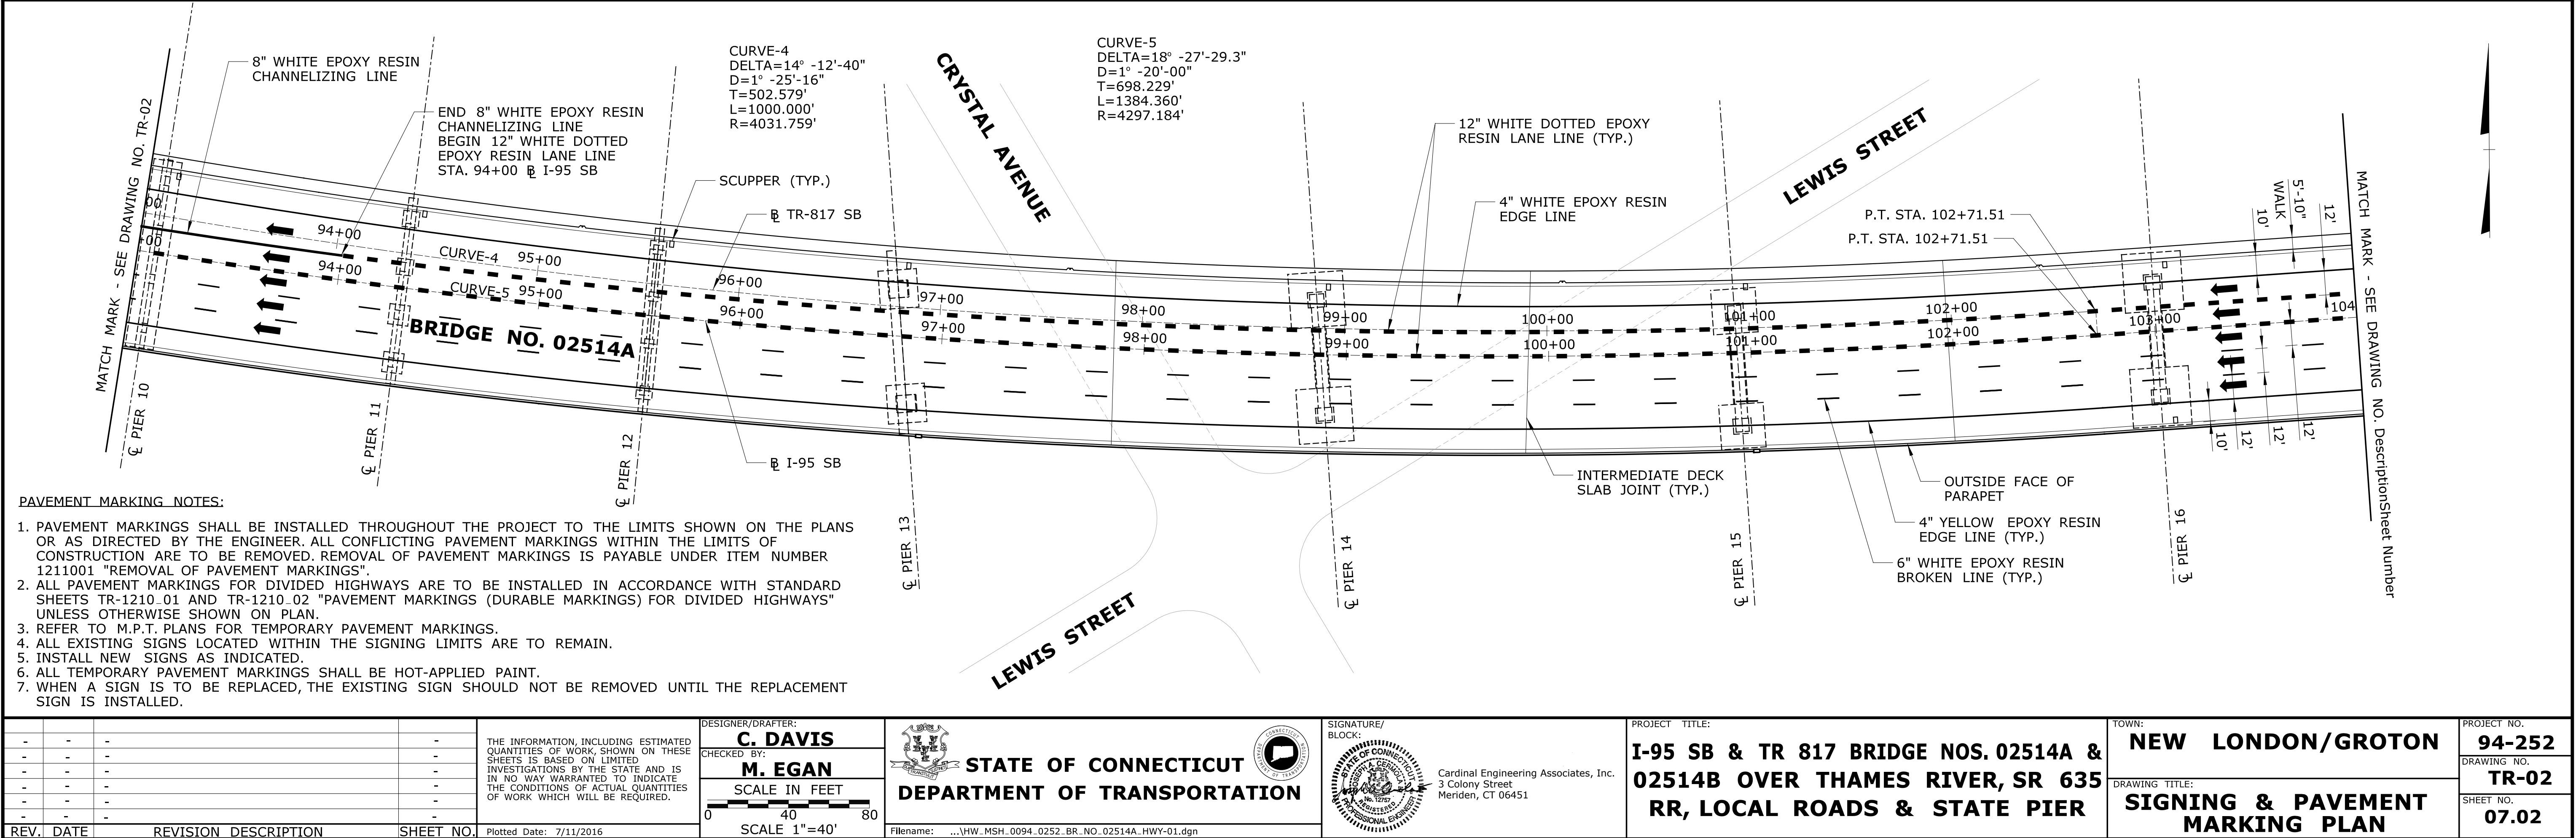 8" WHITE EPOXY RESIN
CHANNELIZING LINE
END 8" WHITE EPOXY RESIN
CHANNELIZING LINE
BEGIN 12" WHITE DOTTED
EPOXY RESIN LANE LINE
STA. 94+00 BL I-95 SB
CURVE-4
DELTA=14° -12'-40"
D=1° -25'-16"
T=502.579'
L=1000.000'
R=4031.759'
CRYSTAL AVENUE
CURVE-5
DELTA=18° -27'-29.3"
D=1° -20'-00"
T=698.229'
L=1384.360'
R=4297.184'
SCUPPER (TYP.)
BL TR-817 SB
12" WHITE DOTTED EPOXY
RESIN LANE LINE (TYP.)
4" WHITE EPOXY RESIN
EDGE LINE
LEWIS STREET
P.T. STA. 102+71.51
P.T. STA. 102+71.51
10'
5'-10"
WALK
12'
MATCH MARK - SEE DRAWING NO. TR-02
MATCH MARK - SEE DRAWING NO. DescriptionSheet Number
00
+00
94+00
94+00
CURVE-4
95+00
CURVE-5
95+00
96+00
96+00
97+00
97+00
98+00
98+00
99+00
99+00
100+00
100+00
101+00
101+00
102+00
102+00
103+00
104
BRIDGE NO. 02514A
BL I-95 SB
INTERMEDIATE DECK
SLAB JOINT (TYP.)
OUTSIDE FACE OF
PARAPET
4" YELLOW EPOXY RESIN
EDGE LINE (TYP.)
6" WHITE EPOXY RESIN
BROKEN LINE (TYP.)
10'
12'
12'
12'
CL PIER 10
CL PIER 11
CL PIER 12
CL PIER 13
CL PIER 14
CL PIER 15
CL PIER 16
LEWIS STREET
PAVEMENT MARKING NOTES:
1. PAVEMENT MARKINGS SHALL BE INSTALLED THROUGHOUT THE PROJECT TO THE LIMITS SHOWN ON THE PLANS
OR AS DIRECTED BY THE ENGINEER. ALL CONFLICTING PAVEMENT MARKINGS WITHIN THE LIMITS OF
CONSTRUCTION ARE TO BE REMOVED. REMOVAL OF PAVEMENT MARKINGS IS PAYABLE UNDER ITEM NUMBER
1211001 "REMOVAL OF PAVEMENT MARKINGS".
2. ALL PAVEMENT MARKINGS FOR DIVIDED HIGHWAYS ARE TO BE INSTALLED IN ACCORDANCE WITH STANDARD
SHEETS TR-1210_01 AND TR-1210_02 "PAVEMENT MARKINGS (DURABLE MARKINGS) FOR DIVIDED HIGHWAYS"
UNLESS OTHERWISE SHOWN ON PLAN.
3. REFER TO M.P.T. PLANS FOR TEMPORARY PAVEMENT MARKINGS.
4. ALL EXISTING SIGNS LOCATED WITHIN THE SIGNING LIMITS ARE TO REMAIN.
5. INSTALL NEW SIGNS AS INDICATED.
6. ALL TEMPORARY PAVEMENT MARKINGS SHALL BE HOT-APPLIED PAINT.
7. WHEN A SIGN IS TO BE REPLACED, THE EXISTING SIGN SHOULD NOT BE REMOVED UNTIL THE REPLACEMENT
SIGN IS INSTALLED.
- - - -
- - - -
- - - -
- - - -
- - - -
- - - -
REV. DATE REVISION DESCRIPTION SHEET NO.
THE INFORMATION, INCLUDING ESTIMATED
QUANTITIES OF WORK, SHOWN ON THESE
SHEETS IS BASED ON LIMITED
INVESTIGATIONS BY THE STATE AND IS
IN NO WAY WARRANTED TO INDICATE
THE CONDITIONS OF ACTUAL QUANTITIES
OF WORK WHICH WILL BE REQUIRED.
Plotted Date: 7/11/2016
DESIGNER/DRAFTER:
C. DAVIS
CHECKED BY:
M. EGAN
SCALE IN FEET
0 40 80
SCALE 1"=40'
STATE OF CONNECTICUT
DEPARTMENT OF TRANSPORTATION
Filename: ...\HW_MSH_0094_0252_BR_NO_02514A_HWY-01.dgn
SIGNATURE/
BLOCK:
STATE OF CONNECTICUT
No. 12757
REGISTERED
PROFESSIONAL ENGINEER
Cardinal Engineering Associates, Inc.
3 Colony Street
Meriden, CT 06451
PROJECT TITLE:
I-95 SB & TR 817 BRIDGE NOS. 02514A &
02514B OVER THAMES RIVER, SR 635
RR, LOCAL ROADS & STATE PIER
TOWN:
NEW LONDON/GROTON
DRAWING TITLE:
SIGNING & PAVEMENT
MARKING PLAN
PROJECT NO.
94-252
DRAWING NO.
TR-02
SHEET NO.
07.02